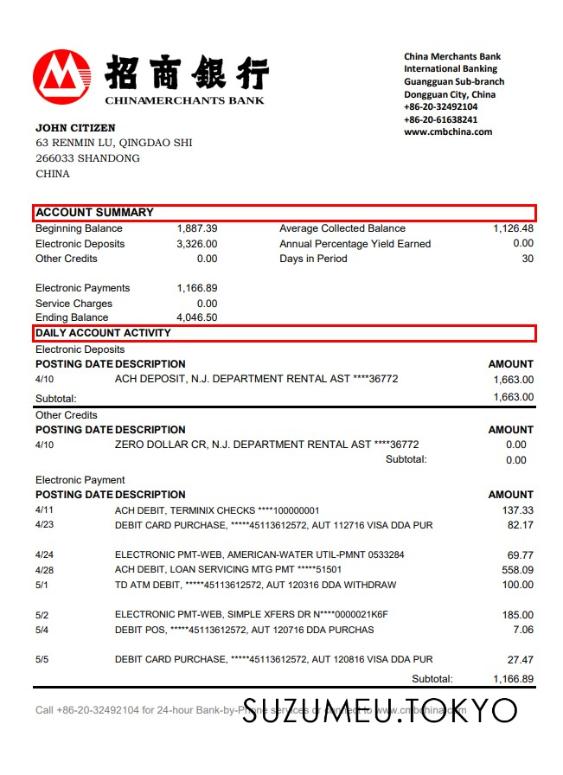 招商銀行
CHINAMERCHANTS BANK
China Merchants Bank
International Banking
Guangguan Sub-branch
Dongguan City, China
+86-20-32492104
+86-20-61638241
www.cmbchina.com
JOHN CITIZEN
63 RENMIN LU, QINGDAO SHI
266033 SHANDONG
CHINA
ACCOUNT SUMMARY
Beginning Balance 1,887.39 Average Collected Balance 1,126.48
Electronic Deposits 3,326.00 Annual Percentage Yield Earned 0.00
Other Credits 0.00 Days in Period 30
Electronic Payments 1,166.89
Service Charges 0.00
Ending Balance 4,046.50
DAILY ACCOUNT ACTIVITY
Electronic Deposits
POSTING DATE DESCRIPTION AMOUNT
4/10 ACH DEPOSIT, N.J. DEPARTMENT RENTAL AST ****36772 1,663.00
Subtotal: 1,663.00
Other Credits
POSTING DATE DESCRIPTION AMOUNT
4/10 ZERO DOLLAR CR, N.J. DEPARTMENT RENTAL AST ****36772 0.00
Subtotal: 0.00
Electronic Payment
POSTING DATE DESCRIPTION AMOUNT
4/11 ACH DEBIT, TERMINIX CHECKS ****100000001 137.33
4/23 DEBIT CARD PURCHASE, *****45113612572, AUT 112716 VISA DDA PUR 82.17
4/24 ELECTRONIC PMT-WEB, AMERICAN-WATER UTIL-PMNT 0533284 69.77
4/28 ACH DEBIT, LOAN SERVICING MTG PMT *****51501 558.09
5/1 TD ATM DEBIT, *****45113612572, AUT 120316 DDA WITHDRAW 100.00
5/2 ELECTRONIC PMT-WEB, SIMPLE XFERS DR N****0000021K6F 185.00
5/4 DEBIT POS, *****45113612572, AUT 120716 DDA PURCHAS 7.06
5/5 DEBIT CARD PURCHASE, *****45113612572, AUT 120816 VISA DDA PUR 27.47
Subtotal: 1,166.89
Call +86-20-32492104 for 24-hour Bank-by-Phone services or connect to www.cmbchina.com
SUZUMEU.TOKYO